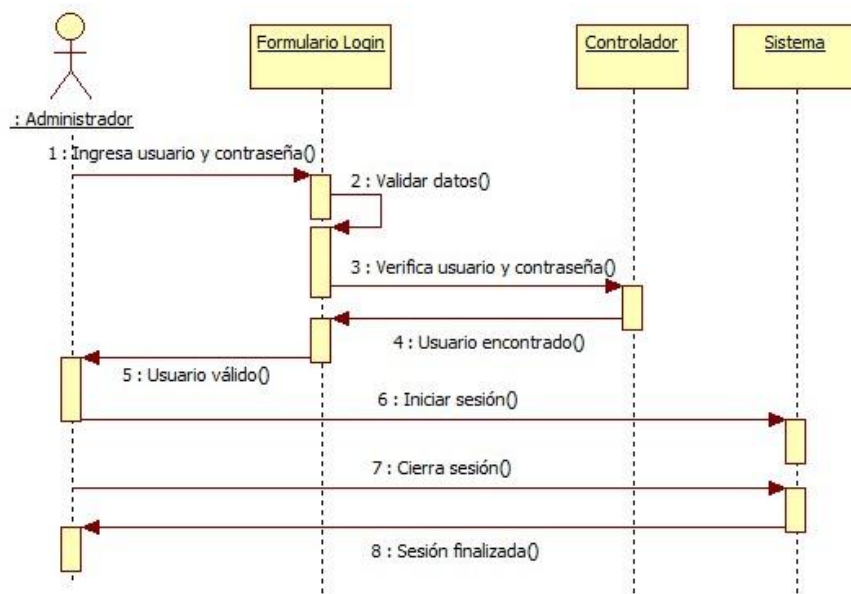 Formulario Login
Controlador
Sistema
: Administrador
1 : Ingresa usuario y contraseña()
2 : Validar datos()
3 : Verifica usuario y contraseña()
4 : Usuario encontrado()
5 : Usuario válido()
6 : Iniciar sesión()
7 : Cierra sesión()
8 : Sesión finalizada()